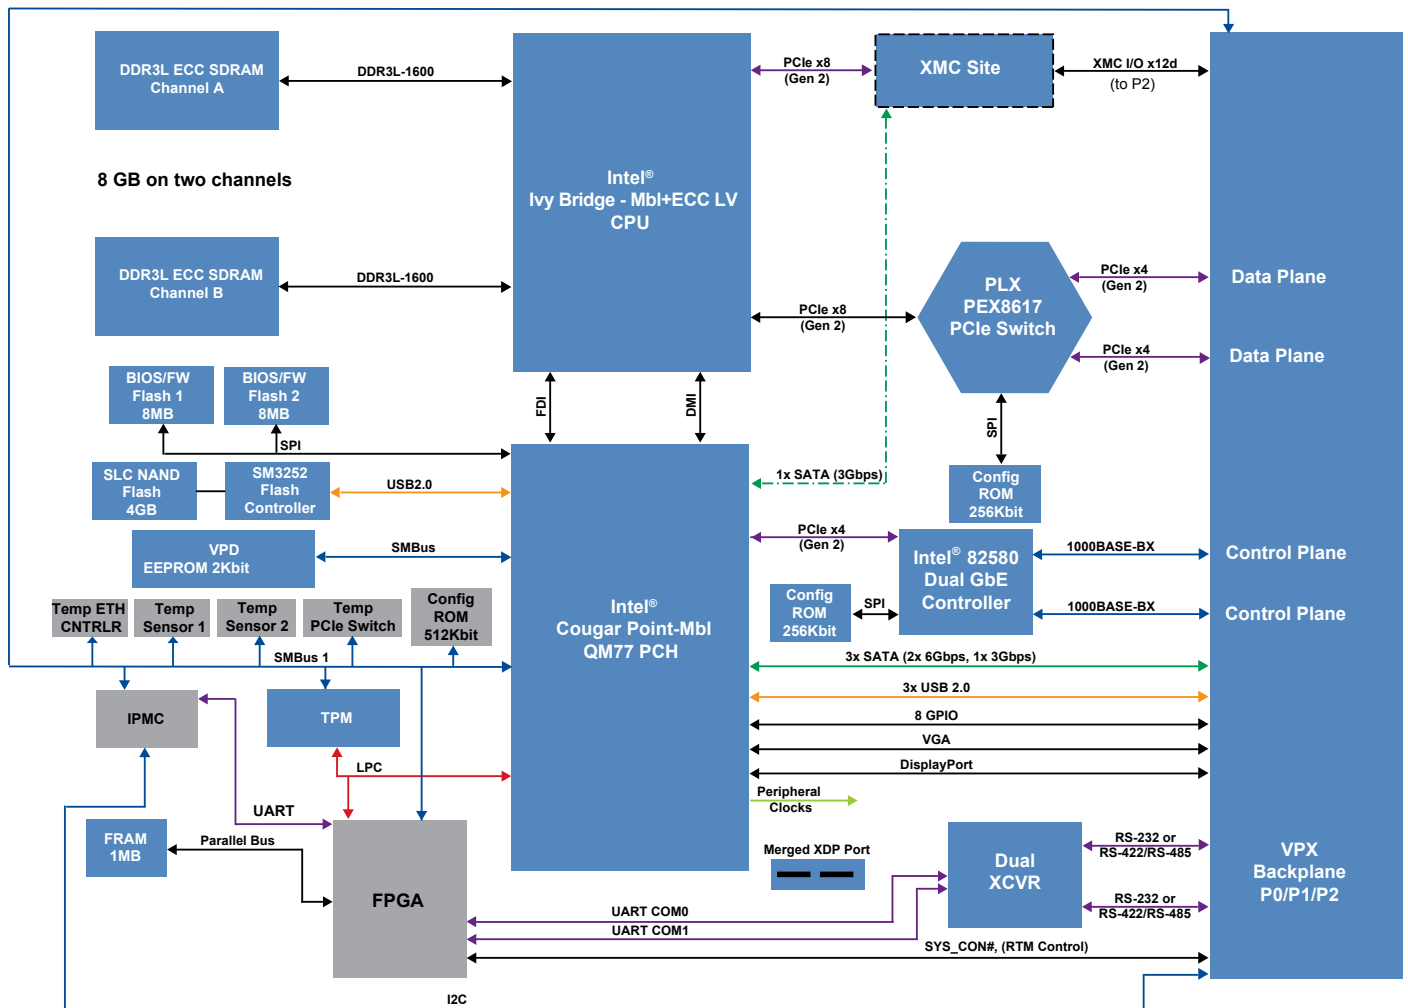 DDR3L ECC SDRAM
Channel A
DDR3L-1600
8 GB on two channels
DDR3L ECC SDRAM
Channel B
DDR3L-1600
Intel®
Ivy Bridge - Mbl+ECC LV
CPU
PCIe x8
(Gen 2)
XMC Site
XMC I/O x12d
(to P2)
PCIe x8
(Gen 2)
PLX
PEX8617
PCIe Switch
PCIe x4
(Gen 2)
Data Plane
PCIe x4
(Gen 2)
Data Plane
BIOS/FW
Flash 1
8MB
BIOS/FW
Flash 2
8MB
SPI
FDI
DMI
SPI
SLC NAND
Flash
4GB
SM3252
Flash
Controller
USB2.0
1x SATA (3Gbps)
Config
ROM
256Kbit
VPD
EEPROM 2Kbit
SMBus
PCIe x4
(Gen 2)
Intel® 82580
Dual GbE
Controller
1000BASE-BX
Control Plane
1000BASE-BX
Control Plane
Config
ROM
256Kbit
SPI
Temp ETH
CNTRLR
Temp
Sensor 1
Temp
Sensor 2
Temp
PCIe Switch
Config
ROM
512Kbit
Intel®
Cougar Point-Mbl
QM77 PCH
SMBus 1
3x SATA (2x 6Gbps, 1x 3Gbps)
3x USB 2.0
8 GPIO
VGA
DisplayPort
Peripheral
Clocks
IPMC
TPM
LPC
UART
FRAM
1MB
Parallel Bus
FPGA
Merged XDP Port
Dual
XCVR
RS-232 or
RS-422/RS-485
RS-232 or
RS-422/RS-485
VPX
Backplane
P0/P1/P2
UART COM0
UART COM1
SYS_CON#, (RTM Control)
I2C